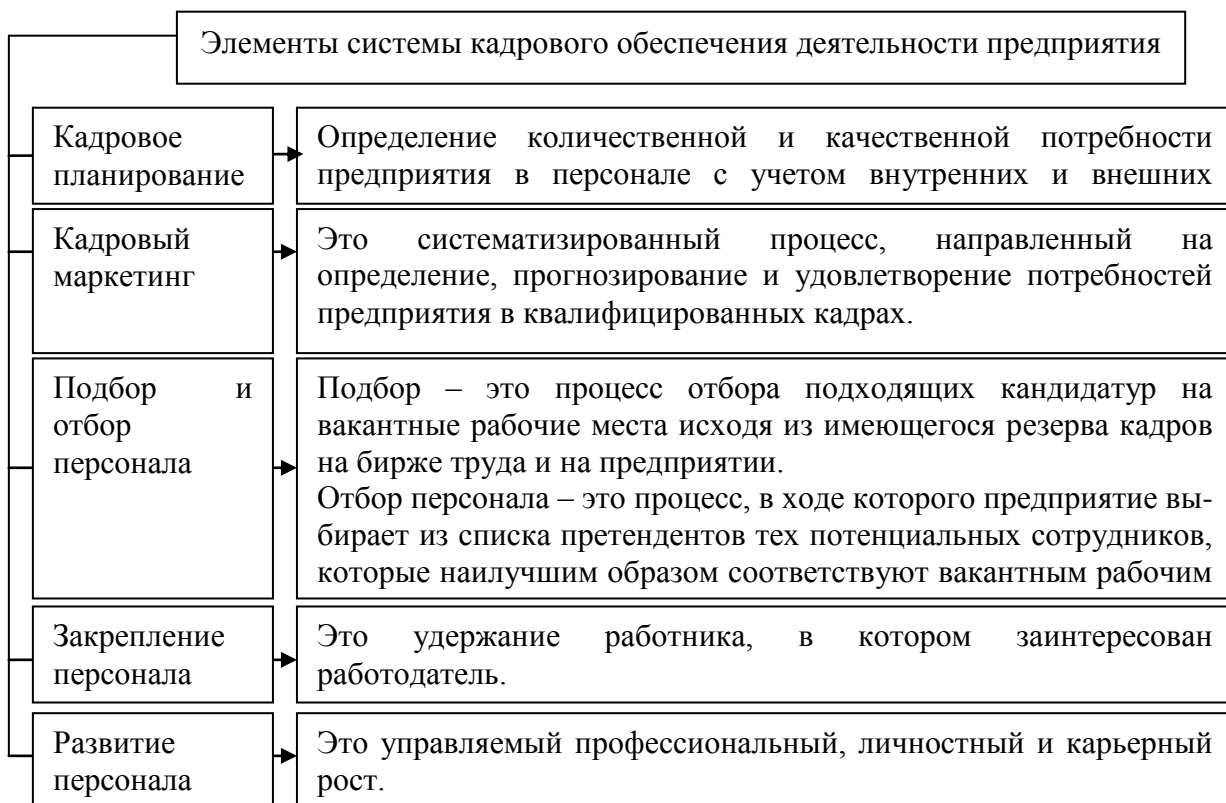 Элементы системы кадрового обеспечения деятельности предприятия
Кадровое
планирование
Определение количественной и качественной потребности
предприятия в персонале с учетом внутренних и внешних
Кадровый
маркетинг
Это систематизированный процесс, направленный на
определение, прогнозирование и удовлетворение потребностей
предприятия в квалифицированных кадрах.
Подбор и
отбор
персонала
Подбор – это процесс отбора подходящих кандидатур на
вакантные рабочие места исходя из имеющегося резерва кадров
на бирже труда и на предприятии.
Отбор персонала – это процесс, в ходе которого предприятие вы-
бирает из списка претендентов тех потенциальных сотрудников,
которые наилучшим образом соответствуют вакантным рабочим
Закрепление
персонала
Это удержание работника, в котором заинтересован
работодатель.
Развитие
персонала
Это управляемый профессиональный, личностный и карьерный
рост.